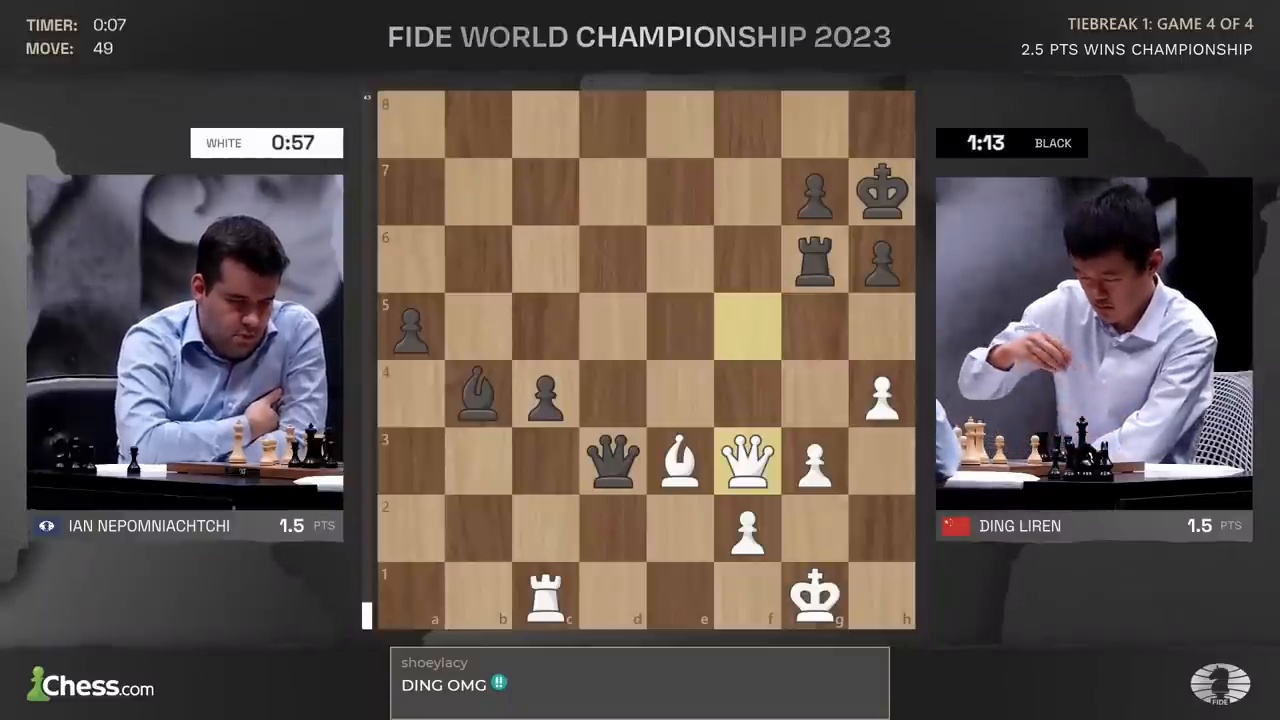 TIMER: 0:07
MOVE: 49
FIDE WORLD CHAMPIONSHIP 2023
TIEBREAK 1: GAME 4 OF 4
2.5 PTS WINS CHAMPIONSHIP
WHITE 0:57
1:13 BLACK
8
7
6
5
4
3
2
1
a b c d e f g h
IAN NEPOMNIACHTCHI 1.5 PTS
DING LIREN 1.5 PTS
shoeylacy
DING OMG !!
Chess.com
FIDE